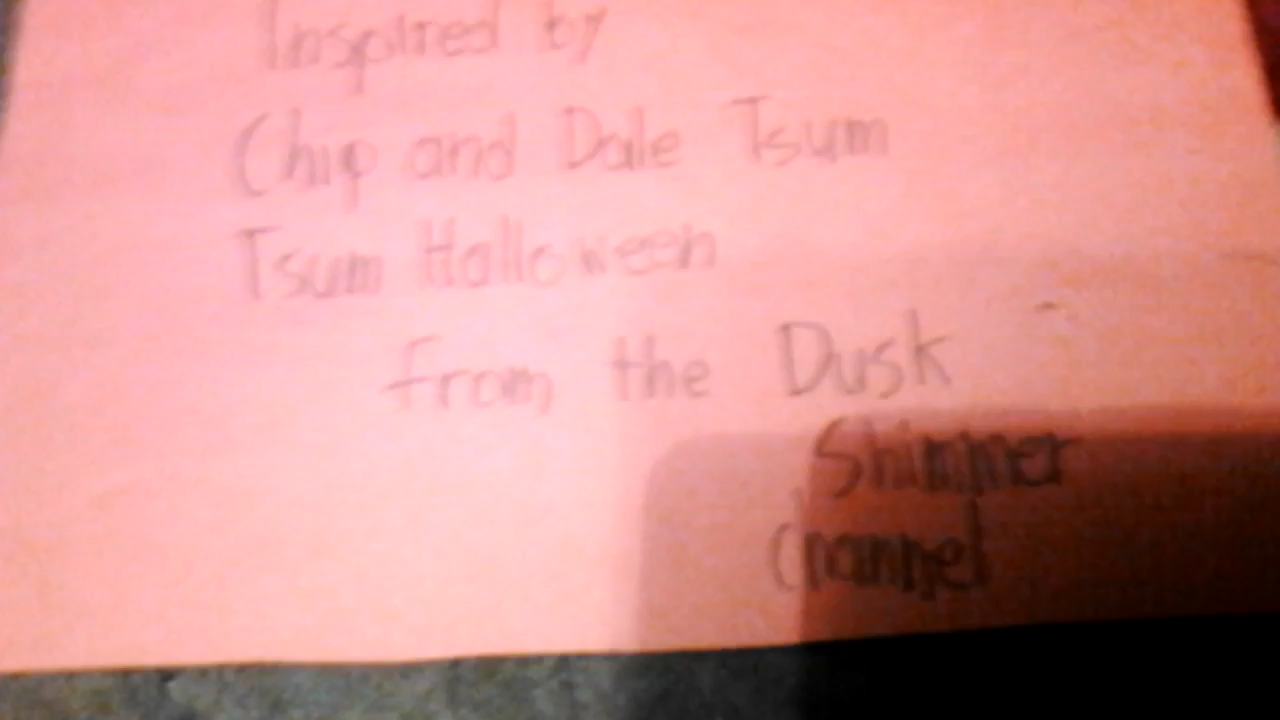 Inspired by
Chip and Dale Tsum
Tsum Halloween
from the Dusk
Shimmer
Channel